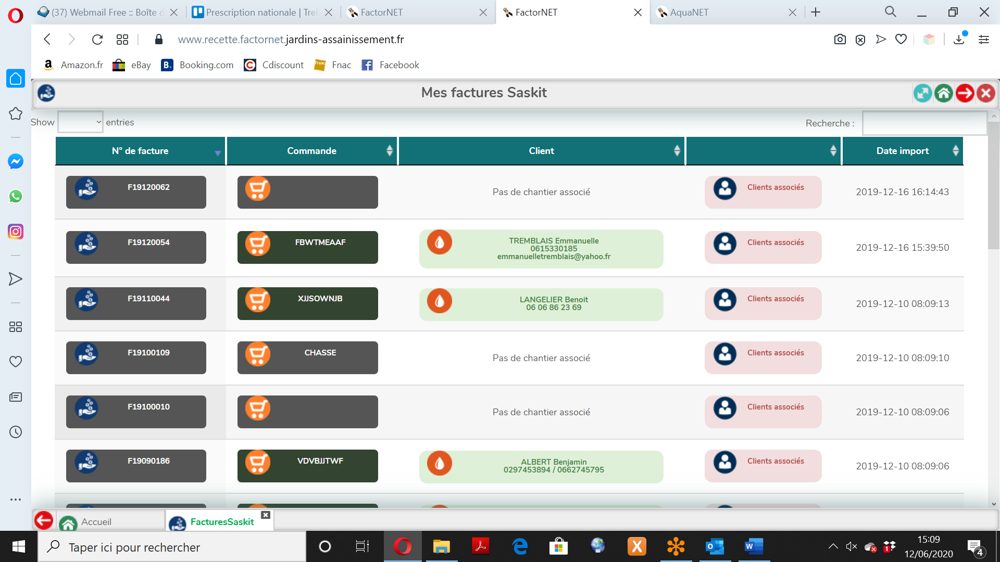 (37) Webmail Free :: Boîte d
Prescription nationale | Trel
FactorNET
FactorNET
AquaNET
www.recette.factornet.jardins-assainissement.fr
Amazon.fr
eBay
B. Booking.com
Cdiscount
fnac Fnac
Facebook
Mes factures Saskit
Show entries
Recherche :
N° de facture Commande Client Date import
F19120062 Pas de chantier associé Clients associés 2019-12-16 16:14:43
F19120054 FBWTMEAAF TREMBLAIS Emmanuelle Clients associés 2019-12-16 15:39:50
0615330185
emmanuelletremblais@yahoo.fr
F19110044 XJJSOWNJB LANGELIER Benoit Clients associés 2019-12-10 08:09:13
06 06 86 23 69
F19100109 CHASSE Pas de chantier associé Clients associés 2019-12-10 08:09:10
F19100010 Pas de chantier associé Clients associés 2019-12-10 08:09:06
F19090186 VDVBJJTWF ALBERT Benjamin Clients associés 2019-12-10 08:09:06
0297453894 / 0662745795
Accueil
FacturesSaskit
Taper ici pour rechercher
15:09
12/06/2020
1
4